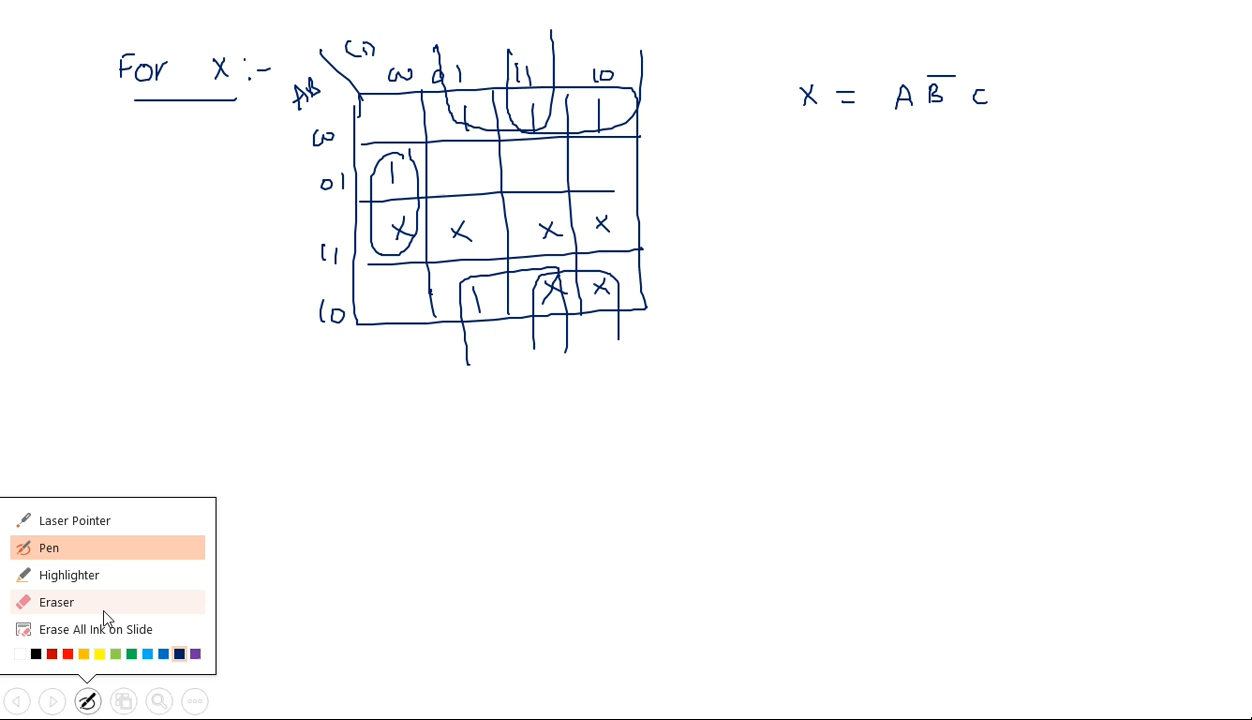 For X :-
CD
AB
00 01 11 10
X = A B̅ C
00 1 1 1
01 1
11 X X X X
10 1 X X
Laser Pointer
Pen
Highlighter
Eraser
Erase All Ink on Slide